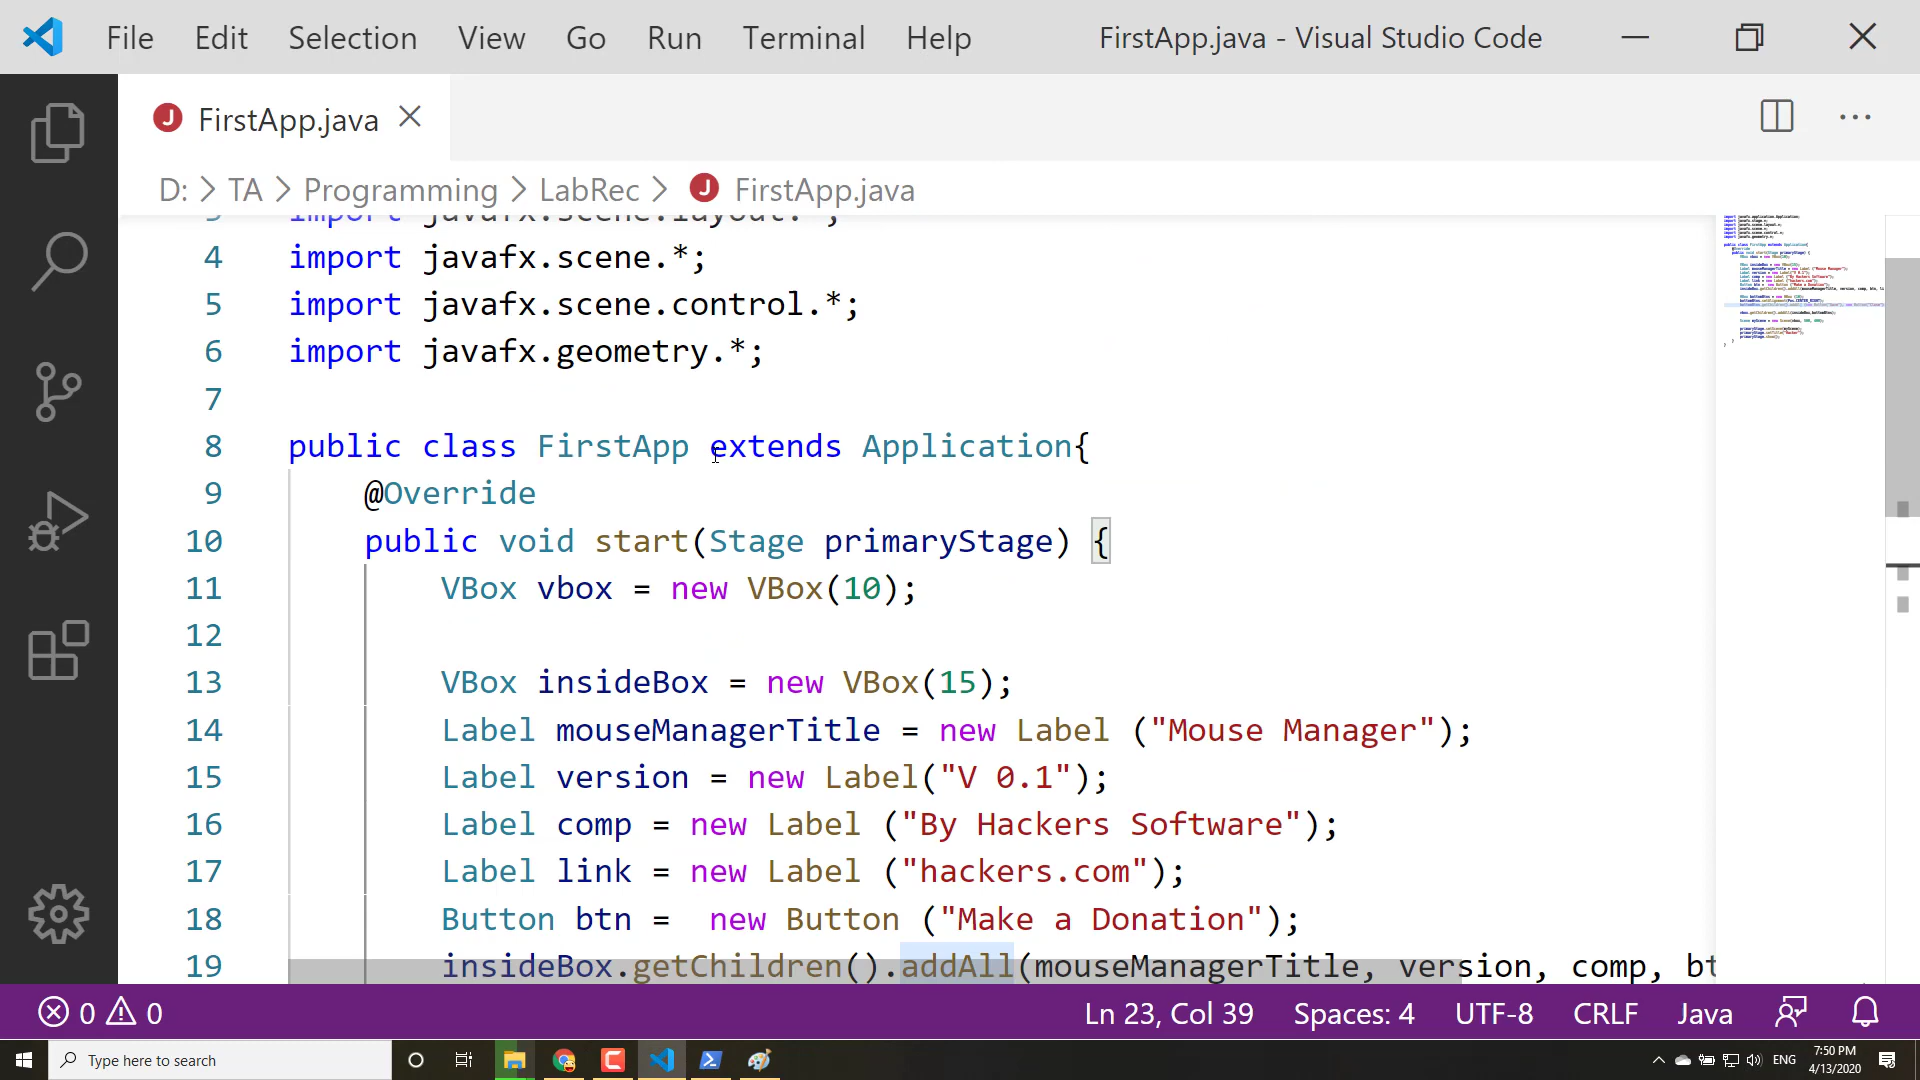 File Edit Selection View Go Run Terminal Help FirstApp.java - Visual Studio Code
J FirstApp.java
D: > TA > Programming > LabRec > J FirstApp.java
4 import javafx.scene.*;
5 import javafx.scene.control.*;
6 import javafx.geometry.*;
7
8 public class FirstApp extends Application{
9 @Override
10 public void start(Stage primaryStage) {
11 VBox vbox = new VBox(10);
12
13 VBox insideBox = new VBox(15);
14 Label mouseManagerTitle = new Label ("Mouse Manager");
15 Label version = new Label("V 0.1");
16 Label comp = new Label ("By Hackers Software");
17 Label link = new Label ("hackers.com");
18 Button btn =  new Button ("Make a Donation");
19 insideBox.getChildren().addAll(mouseManagerTitle, version, comp, bt
0 0 Ln 23, Col 39 Spaces: 4 UTF-8 CRLF Java
Type here to search ENG 7:50 PM
4/13/2020